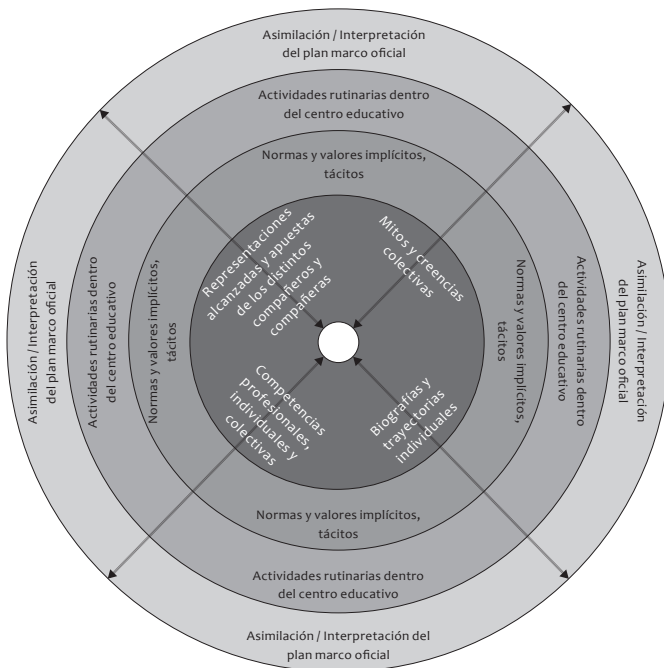 Asimilación / Interpretación
del plan marco oficial
Actividades rutinarias dentro
del centro educativo
Normas y valores implícitos,
tácitos
Representaciones
alcanzadas y apuestas
de los distintos
compañeros y
compañeras
Mitos y creencias
colectivas
Asimilación / Interpretación
del plan marco oficial
Actividades rutinarias dentro
del centro educativo
Normas y valores implícitos,
tácitos
Normas y valores implícitos,
tácitos
Actividades rutinarias dentro
del centro educativo
Asimilación / Interpretación
del plan marco oficial
Competencias
profesionales,
individuales y
colectivas
Biografías y
trayectorias
individuales
Normas y valores implícitos,
tácitos
Actividades rutinarias dentro
del centro educativo
Asimilación / Interpretación del
plan marco oficial